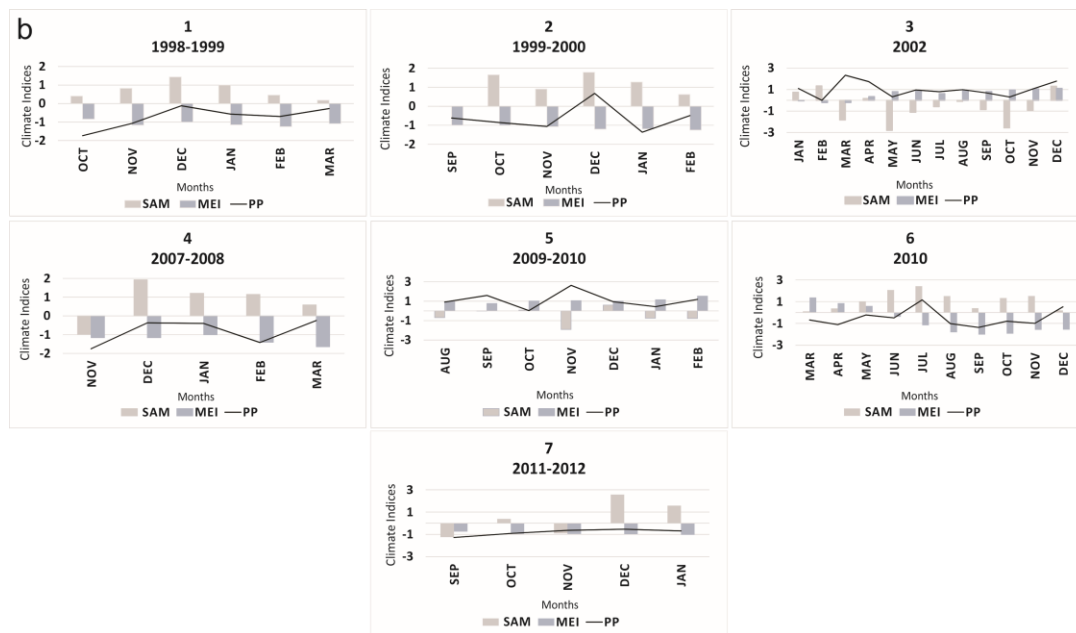 b
1
1998-1999
Climate Indices
2
1
0
-1
-2
OCT
NOV
DEC
JAN
FEB
MAR
Months
SAM MEI PP
2
1999-2000
Climate Indices
2
1
0
-1
-2
SEP
OCT
NOV
DEC
JAN
FEB
Months
SAM MEI PP
3
2002
Climate Indices
3
1
-1
-3
JAN
FEB
MAR
APR
MAY
JUN
JUL
AUG
SEP
OCT
NOV
DEC
Months
SAM MEI PP
4
2007-2008
Climate Indices
2
1
0
-1
-2
NOV
DEC
JAN
FEB
MAR
Months
SAM MEI PP
5
2009-2010
Climate Indices
3
1
-1
-3
AUG
SEP
OCT
NOV
DEC
JAN
FEB
Months
SAM MEI PP
6
2010
Climate Indices
3
1
-1
-3
MAR
APR
MAY
JUN
JUL
AUG
SEP
OCT
NOV
DEC
Months
SAM MEI PP
7
2011-2012
Climate Indices
3
1
-1
-3
SEP
OCT
NOV
DEC
JAN
Months
SAM MEI PP